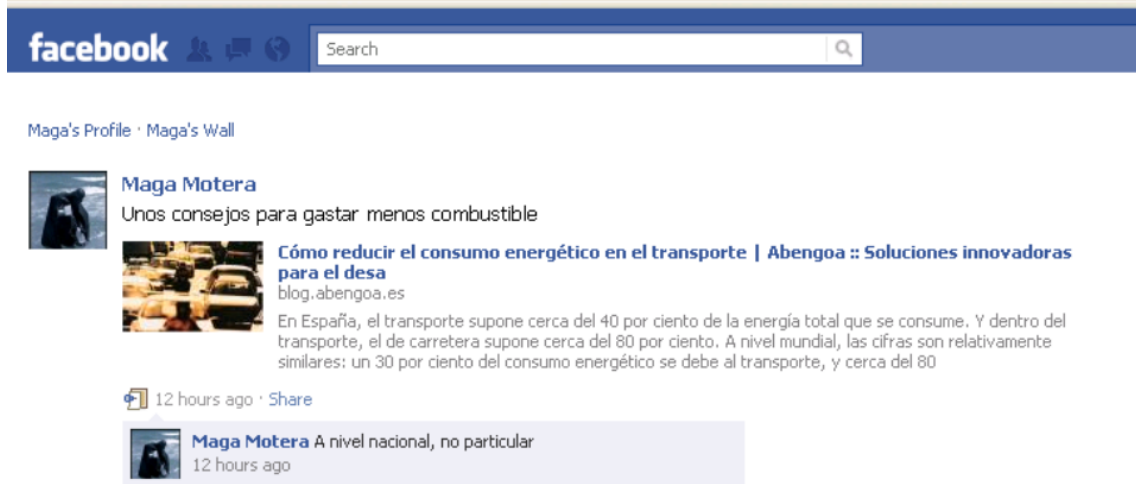 facebook Search
Maga's Profile · Maga's Wall
Maga Motera
Unos consejos para gastar menos combustible
Cómo reducir el consumo energético en el transporte | Abengoa :: Soluciones innovadoras
para el desa
blog.abengoa.es
En España, el transporte supone cerca del 40 por ciento de la energía total que se consume. Y dentro del
transporte, el de carretera supone cerca del 80 por ciento. A nivel mundial, las cifras son relativamente
similares: un 30 por ciento del consumo energético se debe al transporte, y cerca del 80
12 hours ago · Share
Maga Motera A nivel nacional, no particular
12 hours ago